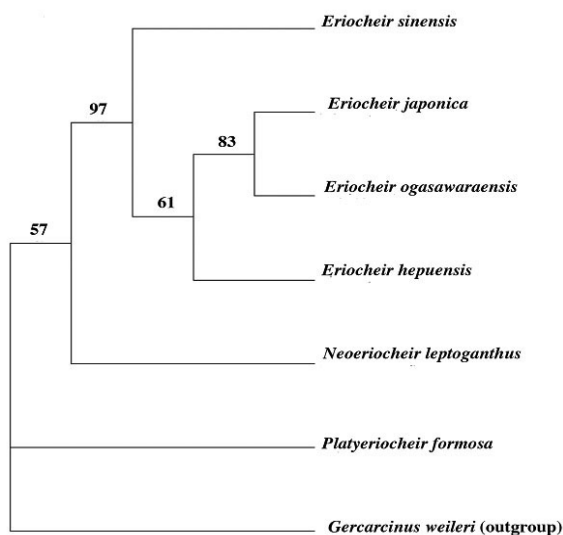 Eriocheir sinensis
97
Eriocheir japonica
83
Eriocheir ogasawaraensis
61
57
Eriocheir hepuensis
Neoeriocheir leptoganthus
Platyeriocheir formosa
Gercarcinus weileri (outgroup)